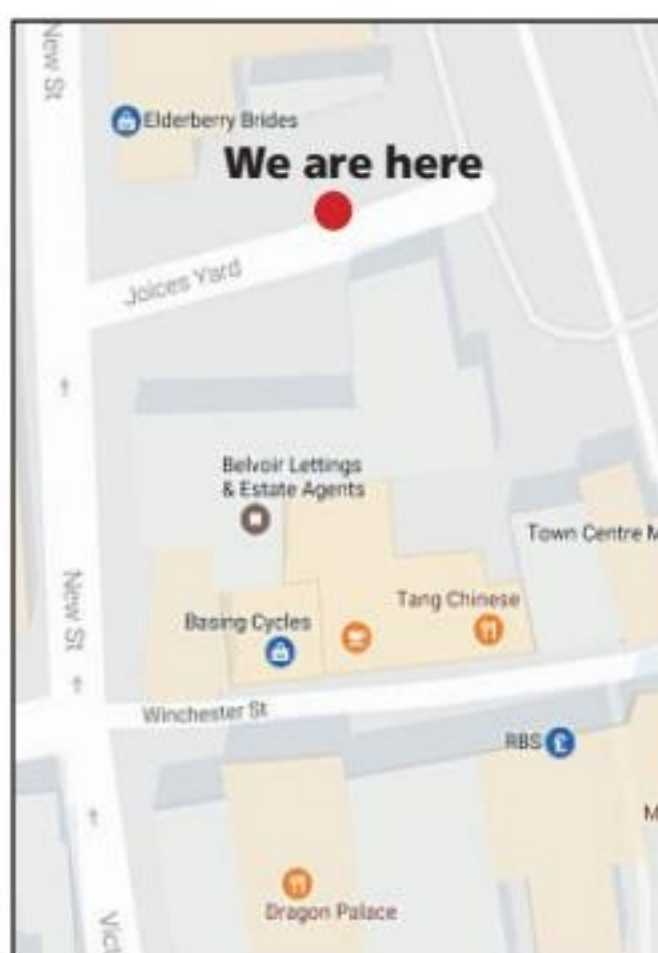 New St
Elderberry Brides
We are here
Joices Yard
Belvoir Lettings
& Estate Agents
Town Centre M
New St
Tang Chinese
Basing Cycles
Winchester St
RBS
£
M
Dragon Palace
Vict